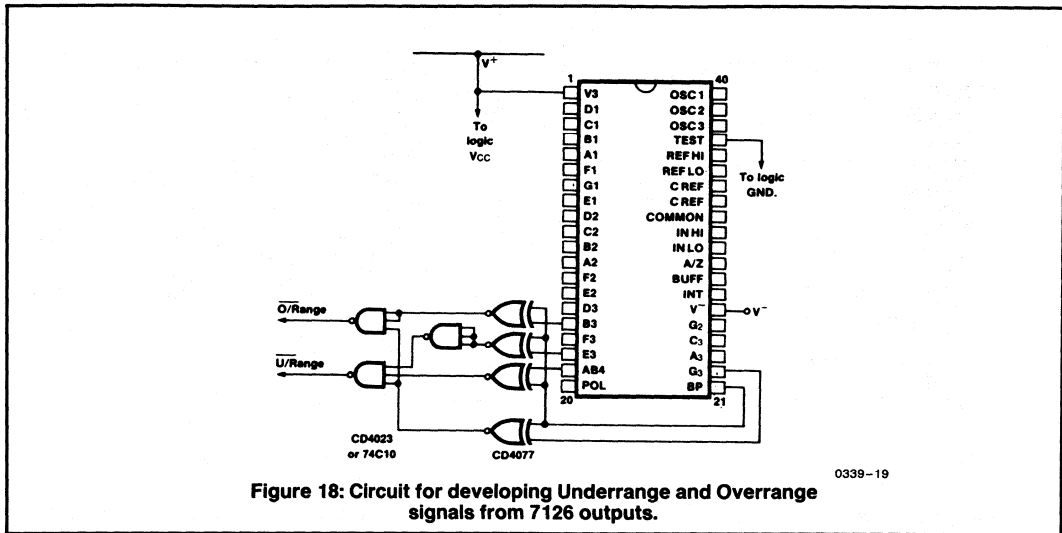 V+
To
logic
VCC
1
40
V3
D1
C1
B1
A1
F1
G1
E1
D2
C2
B2
A2
F2
E2
D3
B3
F3
E3
AB4
POL
20
OSC 1
OSC 2
OSC 3
TEST
REF HI
REF LO
C REF
C REF
COMMON
IN HI
IN LO
A/Z
BUFF
INT
V−
G2
C3
A3
G3
BP
21
To logic
GND.
V−
O/Range
U/Range
CD4023
or 74C10
CD4077
0339-19
Figure 18: Circuit for developing Underrange and Overrange
signals from 7126 outputs.